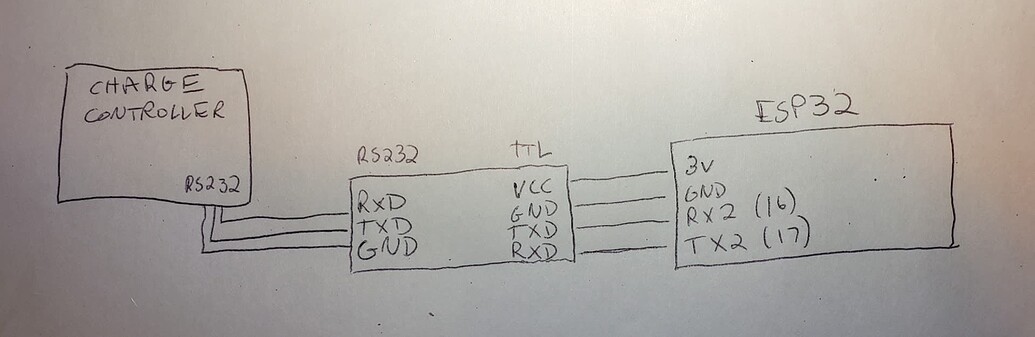 CHARGE
CONTROLLER
RS232
RS232
TTL
RXD
TXD
GND
VCC
GND
TXD
RXD
ESP32
3V
GND
RX2 (16)
TX2 (17)